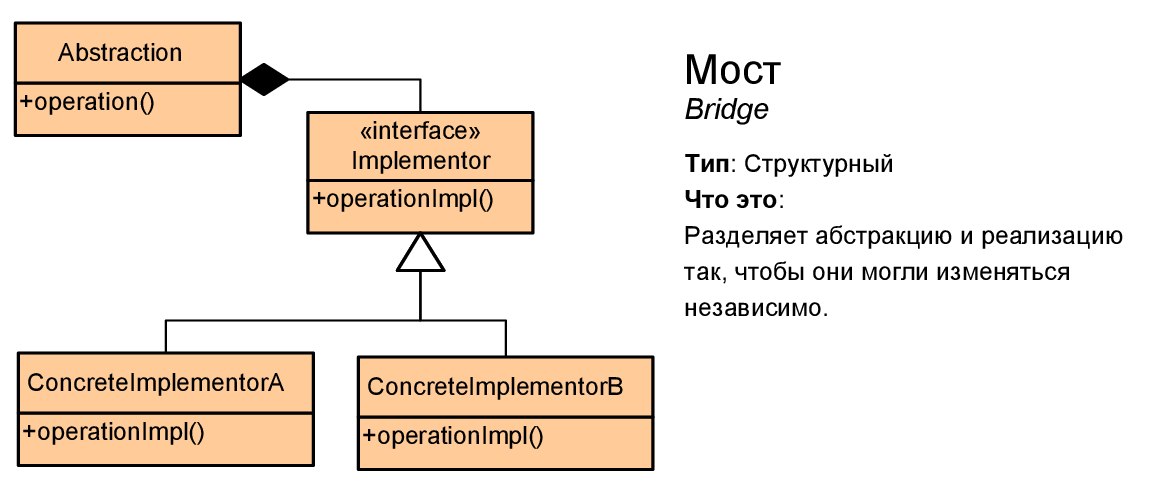 Abstraction
+operation()
«interface»
Implementor
+operationImpl()
ConcreteImplementorA
+operationImpl()
ConcreteImplementorB
+operationImpl()
Мост
Bridge
Тип: Структурный
Что это:
Разделяет абстракцию и реализацию
так, чтобы они могли изменяться
независимо.